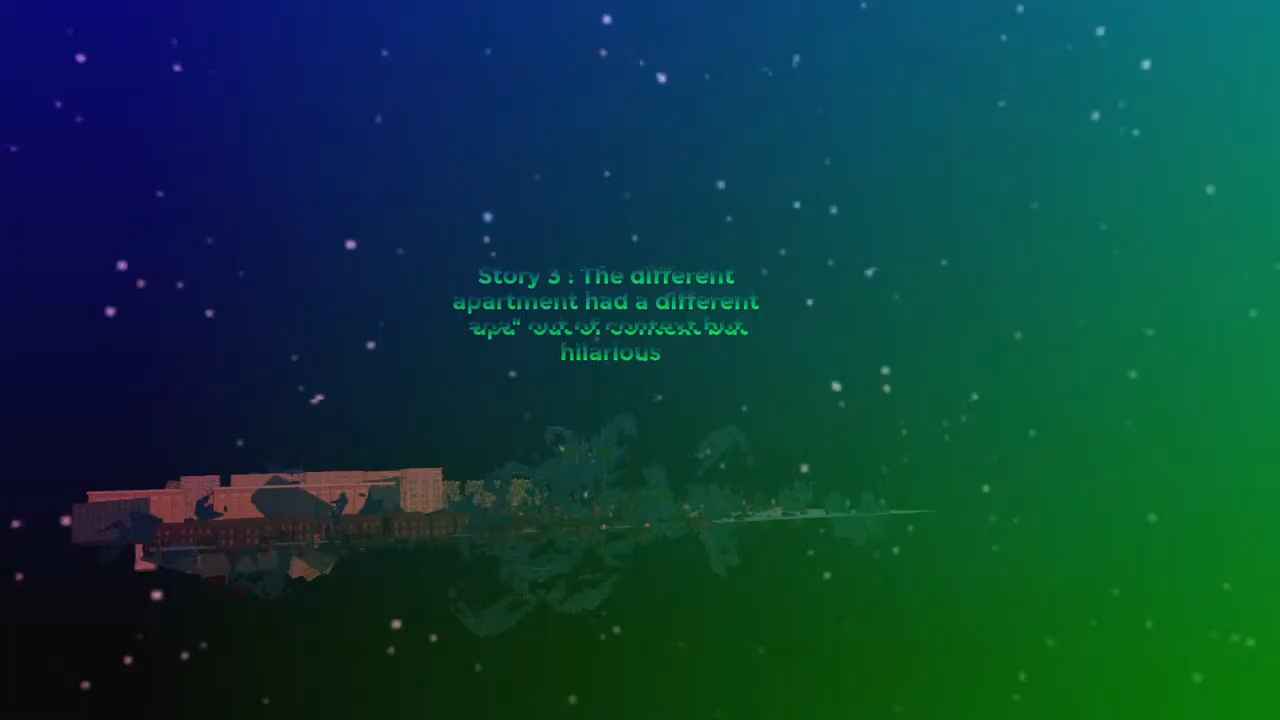 Story 3 : The different
apartment had a different
apa" out of context but
hilarious